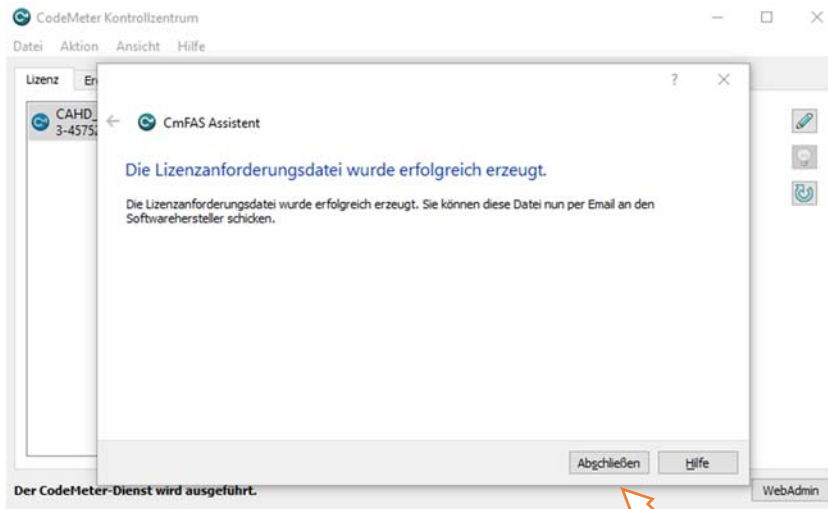 CodeMeter Kontrollzentrum
Datei Aktion Ansicht Hilfe
Lizenz
CAHD_
3-4575
CmFAS Assistent
Die Lizenzanforderungsdatei wurde erfolgreich erzeugt.
Die Lizenzanforderungsdatei wurde erfolgreich erzeugt. Sie können diese Datei nun per Email an den
Softwarehersteller schicken.
Abschließen Hilfe
Der CodeMeter-Dienst wird ausgeführt. WebAdmin